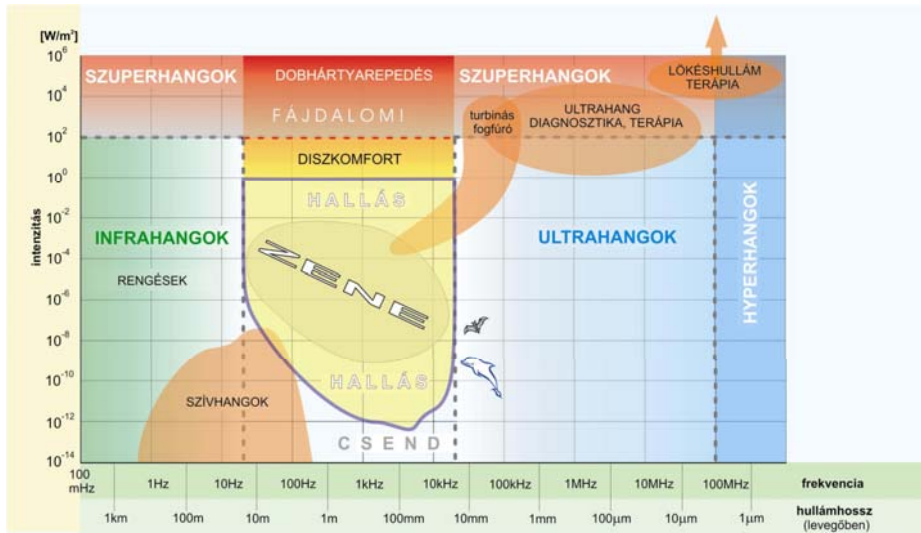 [W/m²]
10⁶
10⁴
10²
10⁰
10⁻²
10⁻⁴
10⁻⁶
10⁻⁸
10⁻¹⁰
10⁻¹²
10⁻¹⁴
intenzitás
SZUPERHANGOK
DOBHÁRTYAREPEDÉS
SZUPERHANGOK
LÖKÉSHULLÁM
TERÁPIA
FÁJDALOMI
turbinás
fogfúró
ULTRAHANG
DIAGNOSZTIKA, TERÁPIA
DISZKOMFORT
HALLÁS
INFRAHANGOK
ZENE
ULTRAHANGOK
HYPERHANGOK
RENGÉSEK
HALLÁS
SZÍVHANGOK
CSEND
100
mHz
1Hz
10Hz
100Hz
1kHz
10kHz
100kHz
1MHz
10MHz
100MHz
frekvencia
1km
100m
10m
1m
100mm
10mm
1mm
100µm
10µm
1µm
hullámhossz
(levegőben)